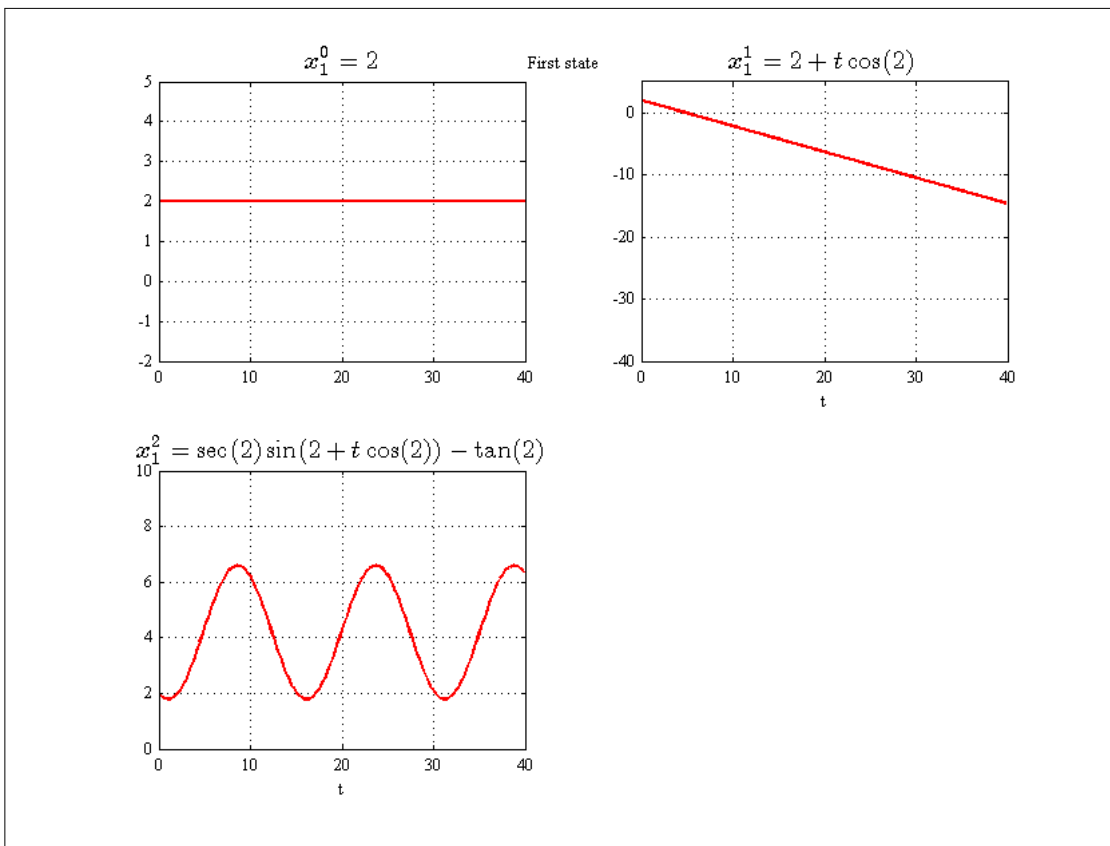 x_1^0 = 2
First state
x_1^1 = 2 + t cos(2)
5
4
3
2
1
0
-1
-2
0 10 20 30 40
0
-10
-20
-30
-40
0 10 20 30 40
t
x_1^2 = sec(2) sin(2 + t cos(2)) − tan(2)
10
8
6
4
2
0
0 10 20 30 40
t